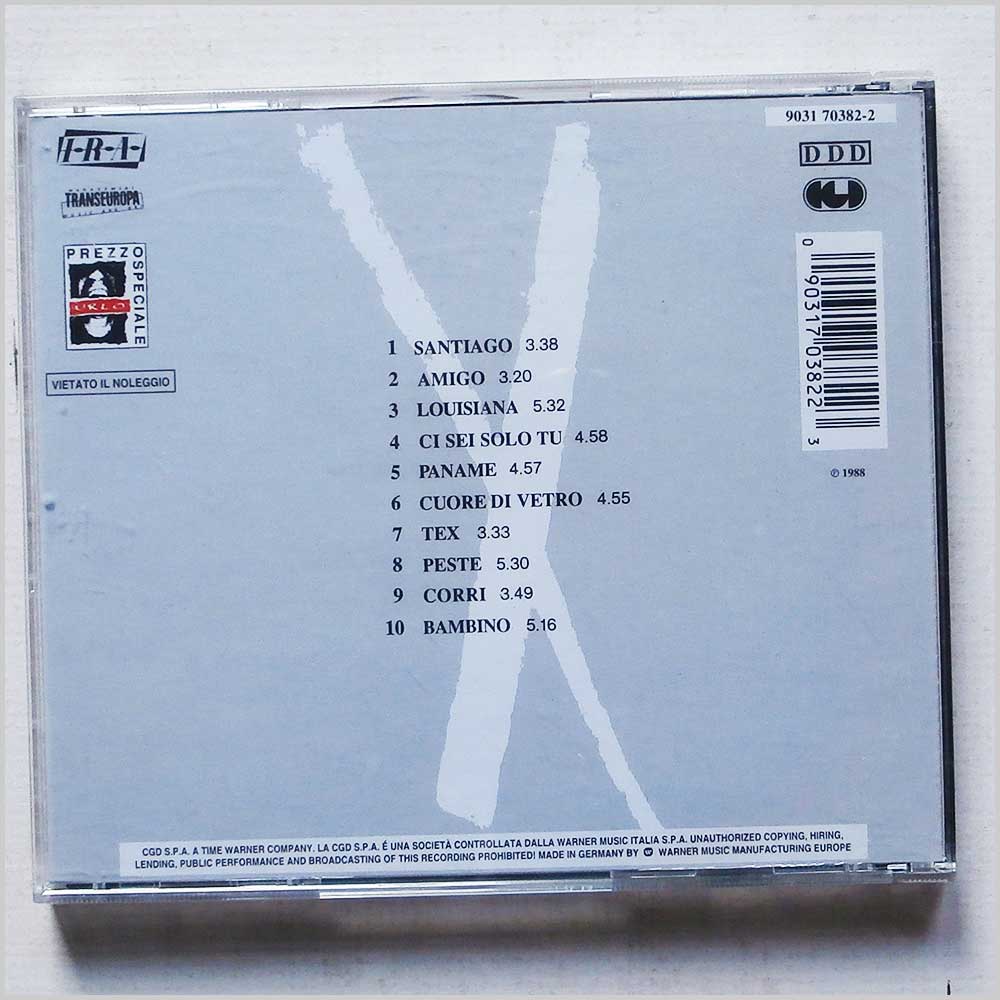 I-R-A-
TRANSEUROPA
PREZZO SPECIALE
URLO
VIETATO IL NOLEGGIO
9031 70382-2
DDD
CGD
0 90317 03822 3
℗ 1988
1 SANTIAGO 3.38
2 AMIGO 3.20
3 LOUISIANA 5.32
4 CI SEI SOLO TU 4.58
5 PANAME 4.57
6 CUORE DI VETRO 4.55
7 TEX 3.33
8 PESTE 5.30
9 CORRI 3.49
10 BAMBINO 5.16
CGD S.P.A. A TIME WARNER COMPANY. LA CGD S.P.A. É UNA SOCIETÀ CONTROLLATA DALLA WARNER MUSIC ITALIA S.P.A. UNAUTHORIZED COPYING, HIRING,
LENDING, PUBLIC PERFORMANCE AND BROADCASTING OF THIS RECORDING PROHIBITED! MADE IN GERMANY BY WARNER MUSIC MANUFACTURING EUROPE